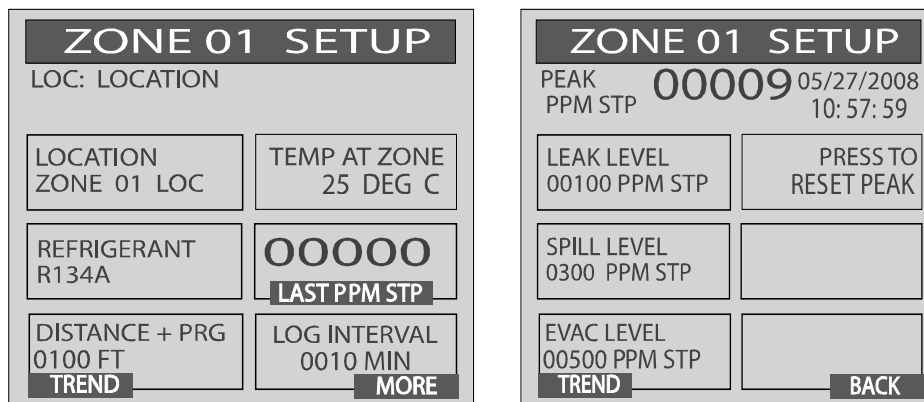 ZONE 01 SETUP
LOC: LOCATION
LOCATION
ZONE 01 LOC
TEMP AT ZONE
25 DEG C
REFRIGERANT
R134A
00000
LAST PPM STP
DISTANCE + PRG
0100 FT
TREND
LOG INTERVAL
0010 MIN
MORE
ZONE 01 SETUP
PEAK
PPM STP
00009
05/27/2008
10: 57: 59
LEAK LEVEL
00100 PPM STP
PRESS TO
RESET PEAK
SPILL LEVEL
0300 PPM STP
EVAC LEVEL
00500 PPM STP
TREND
BACK